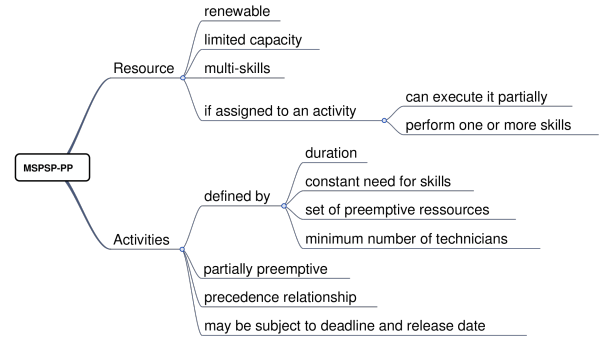 renewable
limited capacity
Resource
multi-skills
if assigned to an activity
can execute it partially
perform one or more skills
MSPSP-PP
duration
defined by
constant need for skills
set of preemptive ressources
minimum number of technicians
Activities
partially preemptive
precedence relationship
may be subject to deadline and release date